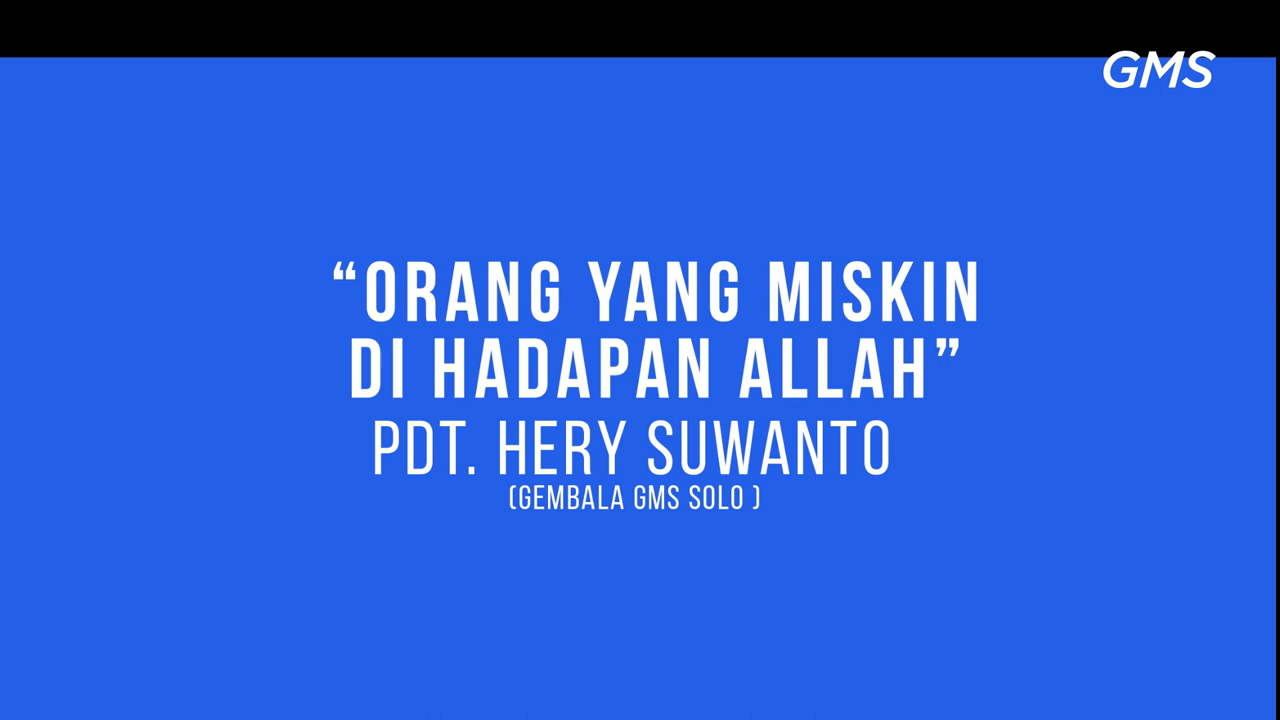 GMS
“ORANG YANG MISKIN
DI HADAPAN ALLAH”
PDT. HERY SUWANTO
(GEMBALA GMS SOLO )